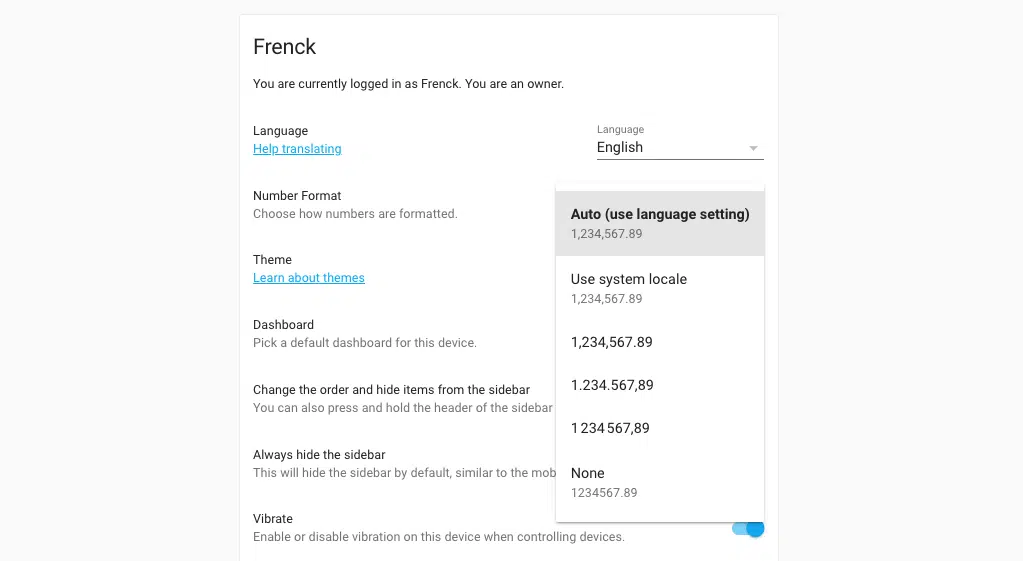 Frenck
You are currently logged in as Frenck. You are an owner.
Language
Help translating
Language
English
Number Format
Choose how numbers are formatted.
Theme
Learn about themes
Dashboard
Pick a default dashboard for this device.
Change the order and hide items from the sidebar
You can also press and hold the header of the sidebar
Always hide the sidebar
This will hide the sidebar by default, similar to the mob
Vibrate
Enable or disable vibration on this device when controlling devices.
Auto (use language setting)
1,234,567.89
Use system locale
1,234,567.89
1,234,567.89
1.234.567,89
1 234 567,89
None
1234567.89